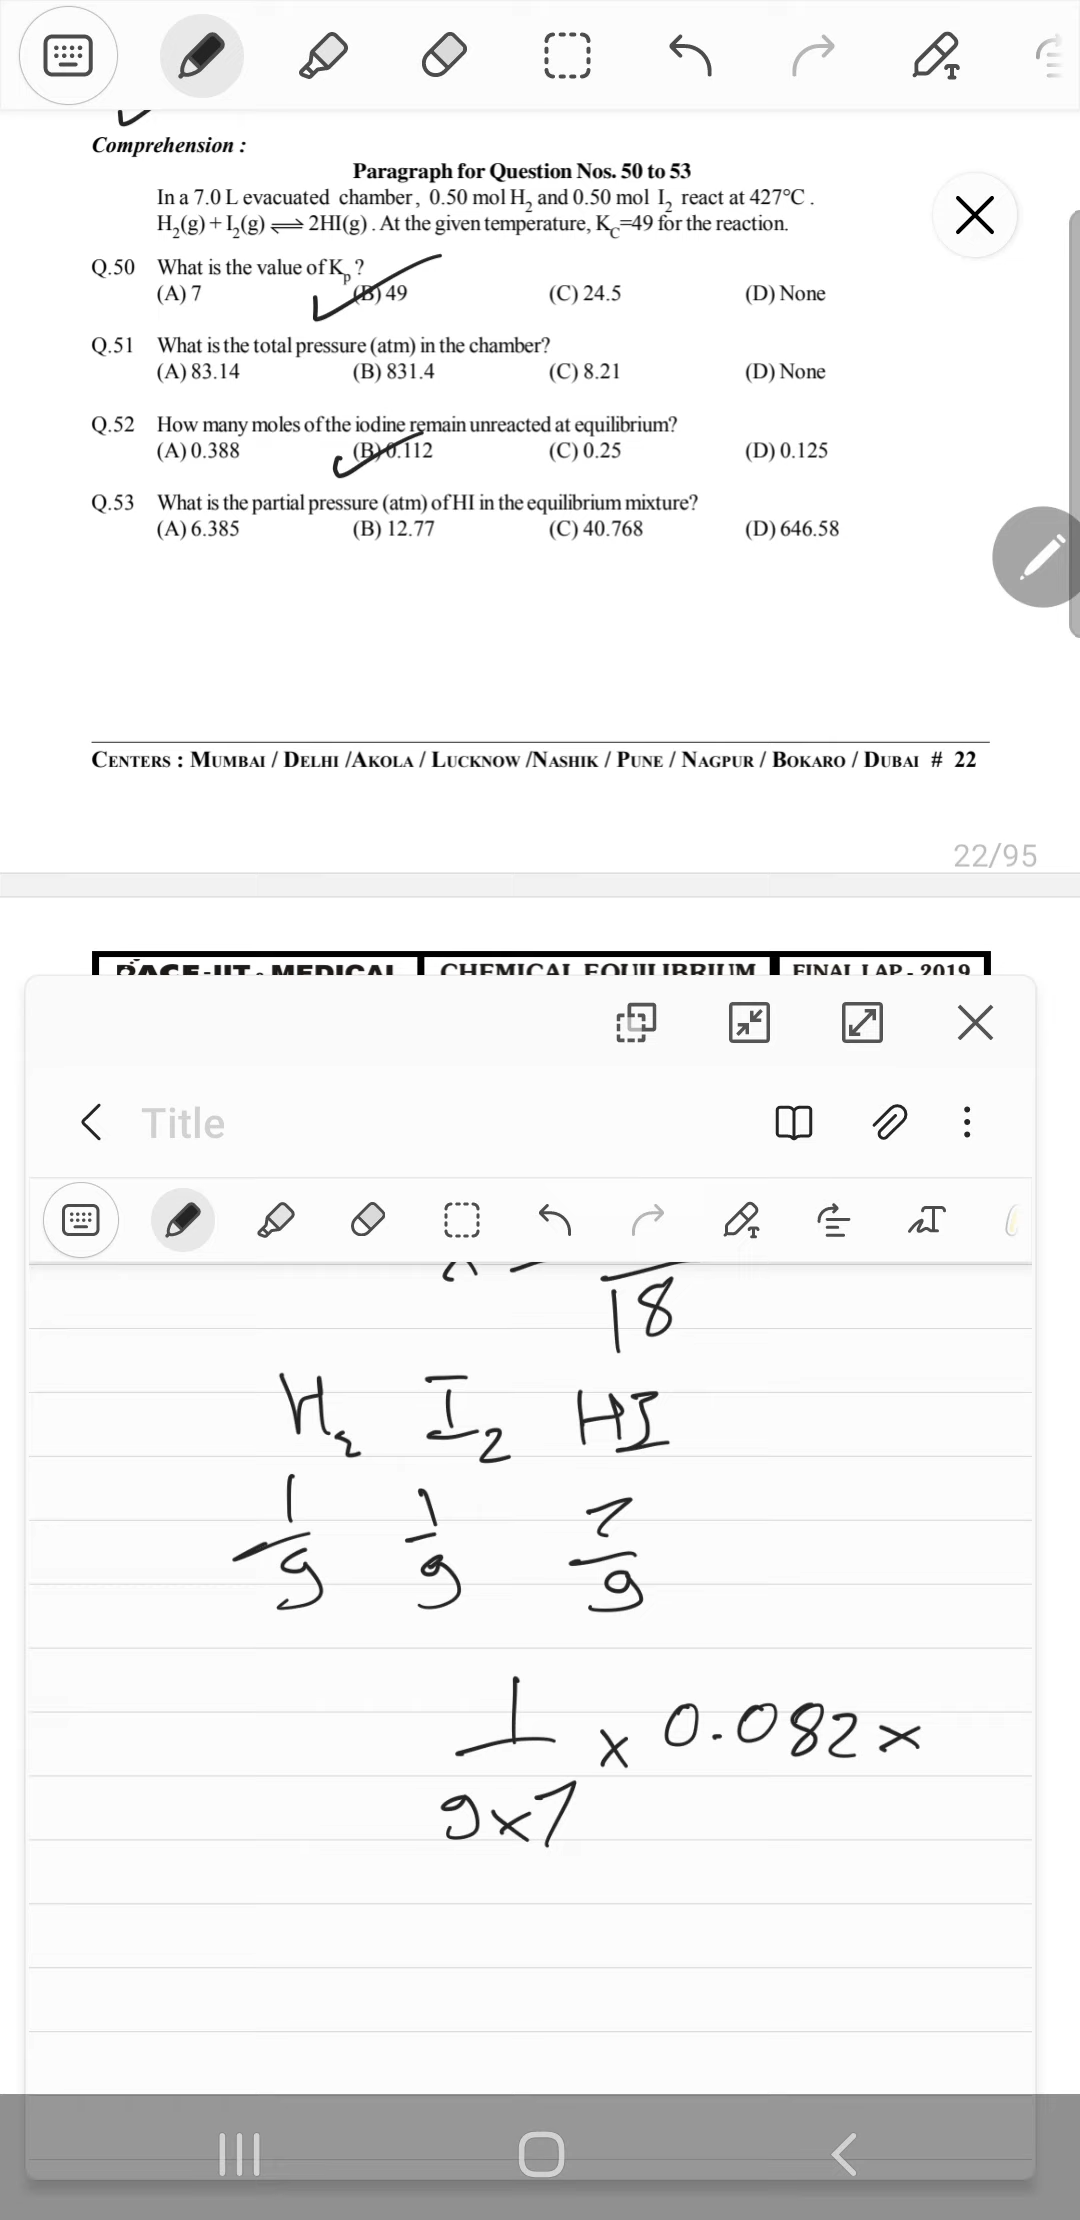 Comprehension :
Paragraph for Question Nos. 50 to 53
In a 7.0 L evacuated chamber, 0.50 mol H₂ and 0.50 mol I₂ react at 427°C .
H₂(g) + I₂(g) ⇌ 2HI(g) . At the given temperature, K_C=49 for the reaction.
Q.50 What is the value of K_p ?
(A) 7 (B) 49 (C) 24.5 (D) None
Q.51 What is the total pressure (atm) in the chamber?
(A) 83.14 (B) 831.4 (C) 8.21 (D) None
Q.52 How many moles of the iodine remain unreacted at equilibrium?
(A) 0.388 (B) 0.112 (C) 0.25 (D) 0.125
Q.53 What is the partial pressure (atm) of HI in the equilibrium mixture?
(A) 6.385 (B) 12.77 (C) 40.768 (D) 646.58
CENTERS : MUMBAI / DELHI /AKOLA / LUCKNOW /NASHIK / PUNE / NAGPUR / BOKARO / DUBAI # 22
22/95
PACE-IIT & MEDICAL CHEMICAL EQUILIBRIUM FINAL LAP - 2019
Title
18
H₂ I₂ HI
1 1 7
9 9 9
1 × 0.082 ×
9×7